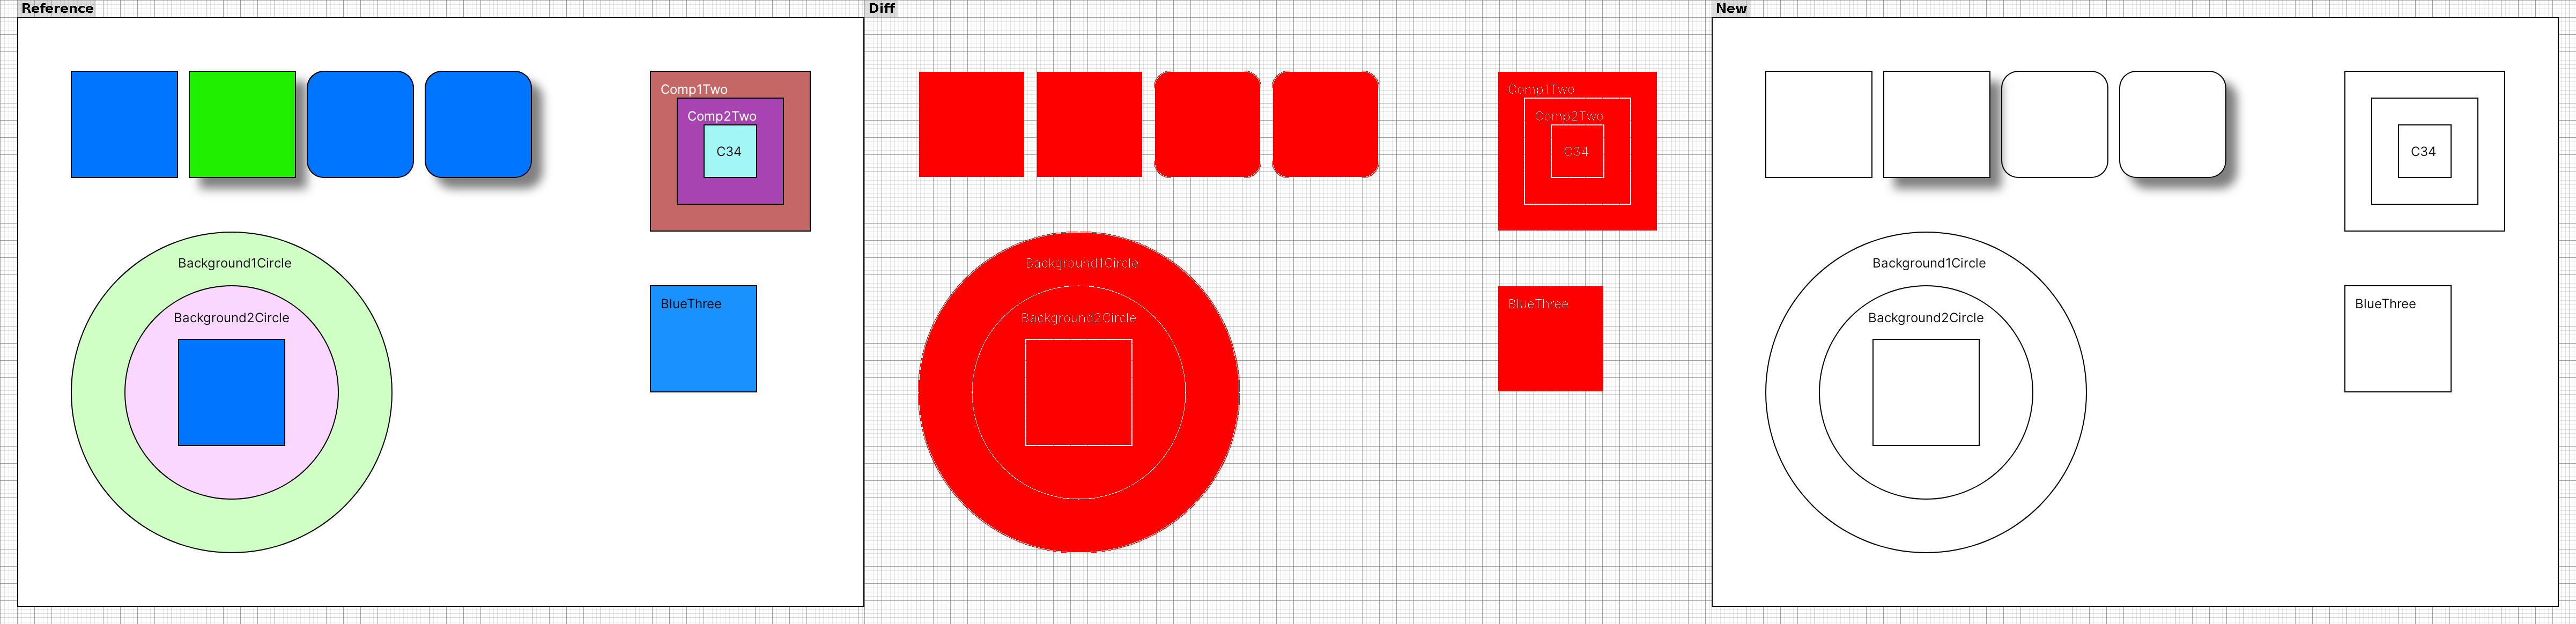 Reference
Comp1Two
Comp2Two
C34
Background1Circle
Background2Circle
BlueThree
Diff
Comp1Two
Comp2Two
C34
Background1Circle
Background2Circle
BlueThree
New
C34
Background1Circle
Background2Circle
BlueThree